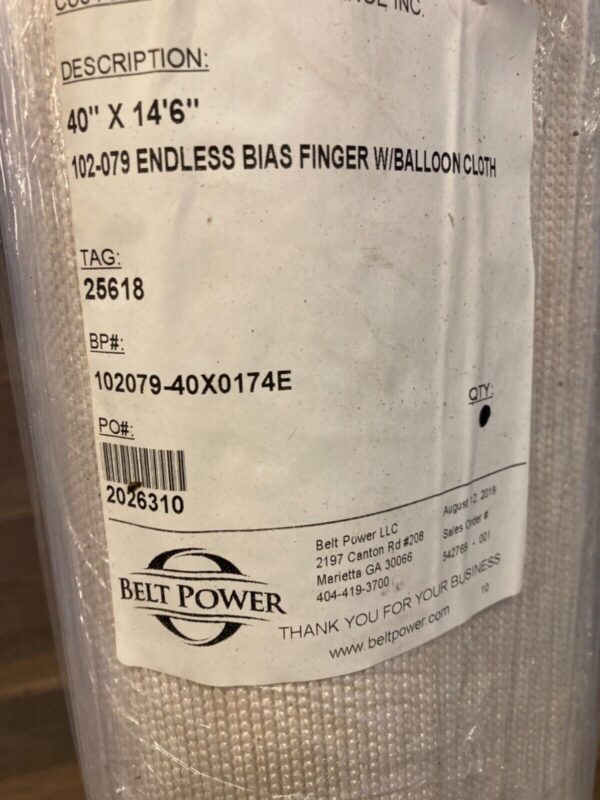 INC.
DESCRIPTION:
40" X 14'6"
102-079 ENDLESS BIAS FINGER W/BALLOON CLOTH
TAG:
25618
BP#:
102079-40X0174E
QTY:
PO#:
2026310
BELT POWER
Belt Power LLC
2197 Canton Rd #208
Marietta GA 30066
404-419-3700
August 12, 2019
Sales Order #
542768 - 001
THANK YOU FOR YOUR BUSINESS
www.beltpower.com
10